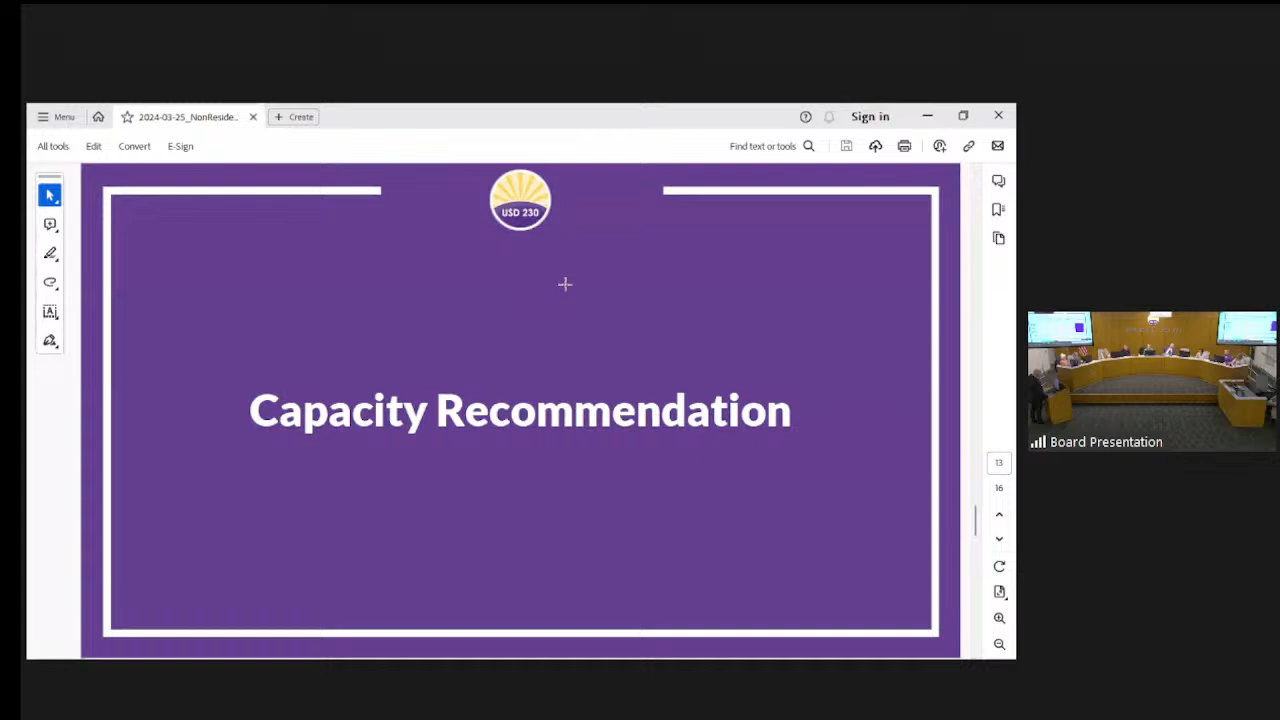 Menu
2024-03-25_NonReside...
Create
Sign in
All tools
Edit
Convert
E-Sign
Find text or tools
USD 230
Capacity Recommendation
13
16
Board Presentation